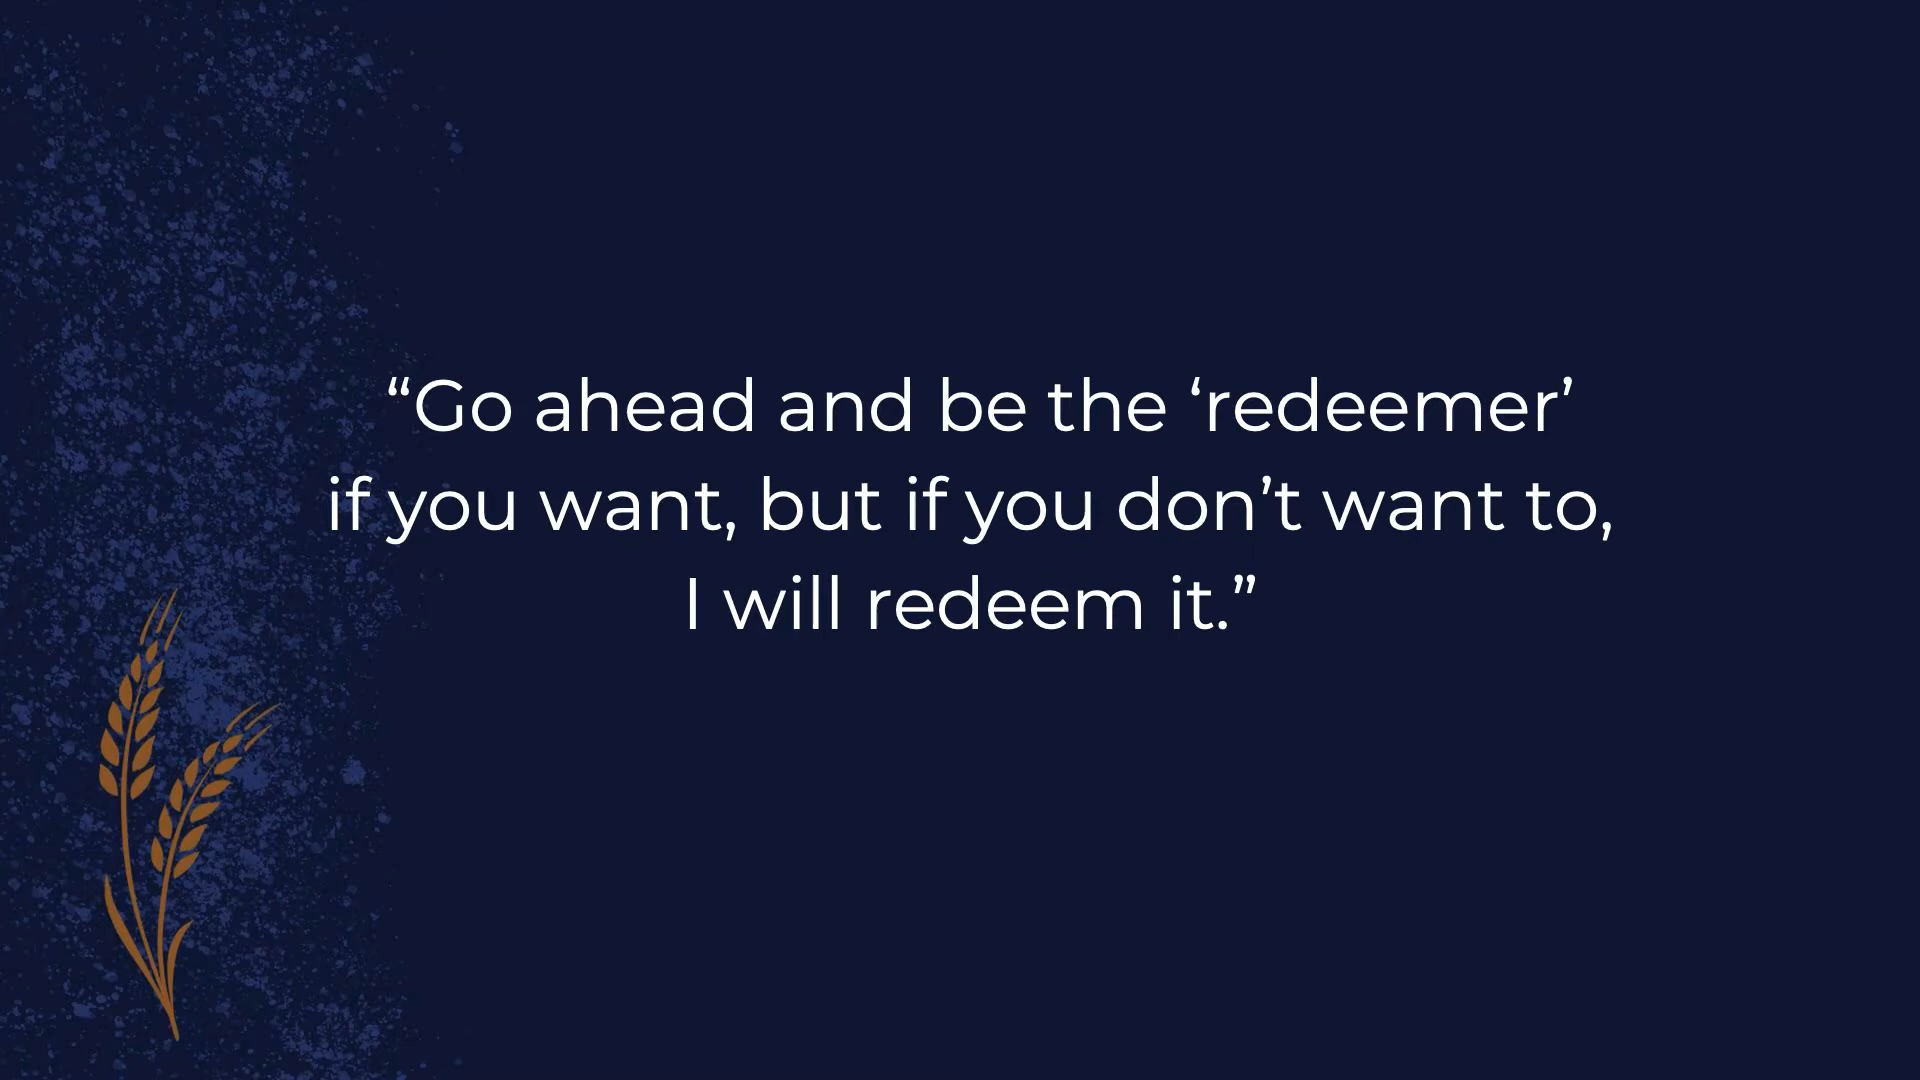 “Go ahead and be the ‘redeemer’
if you want, but if you don’t want to,
I will redeem it.”